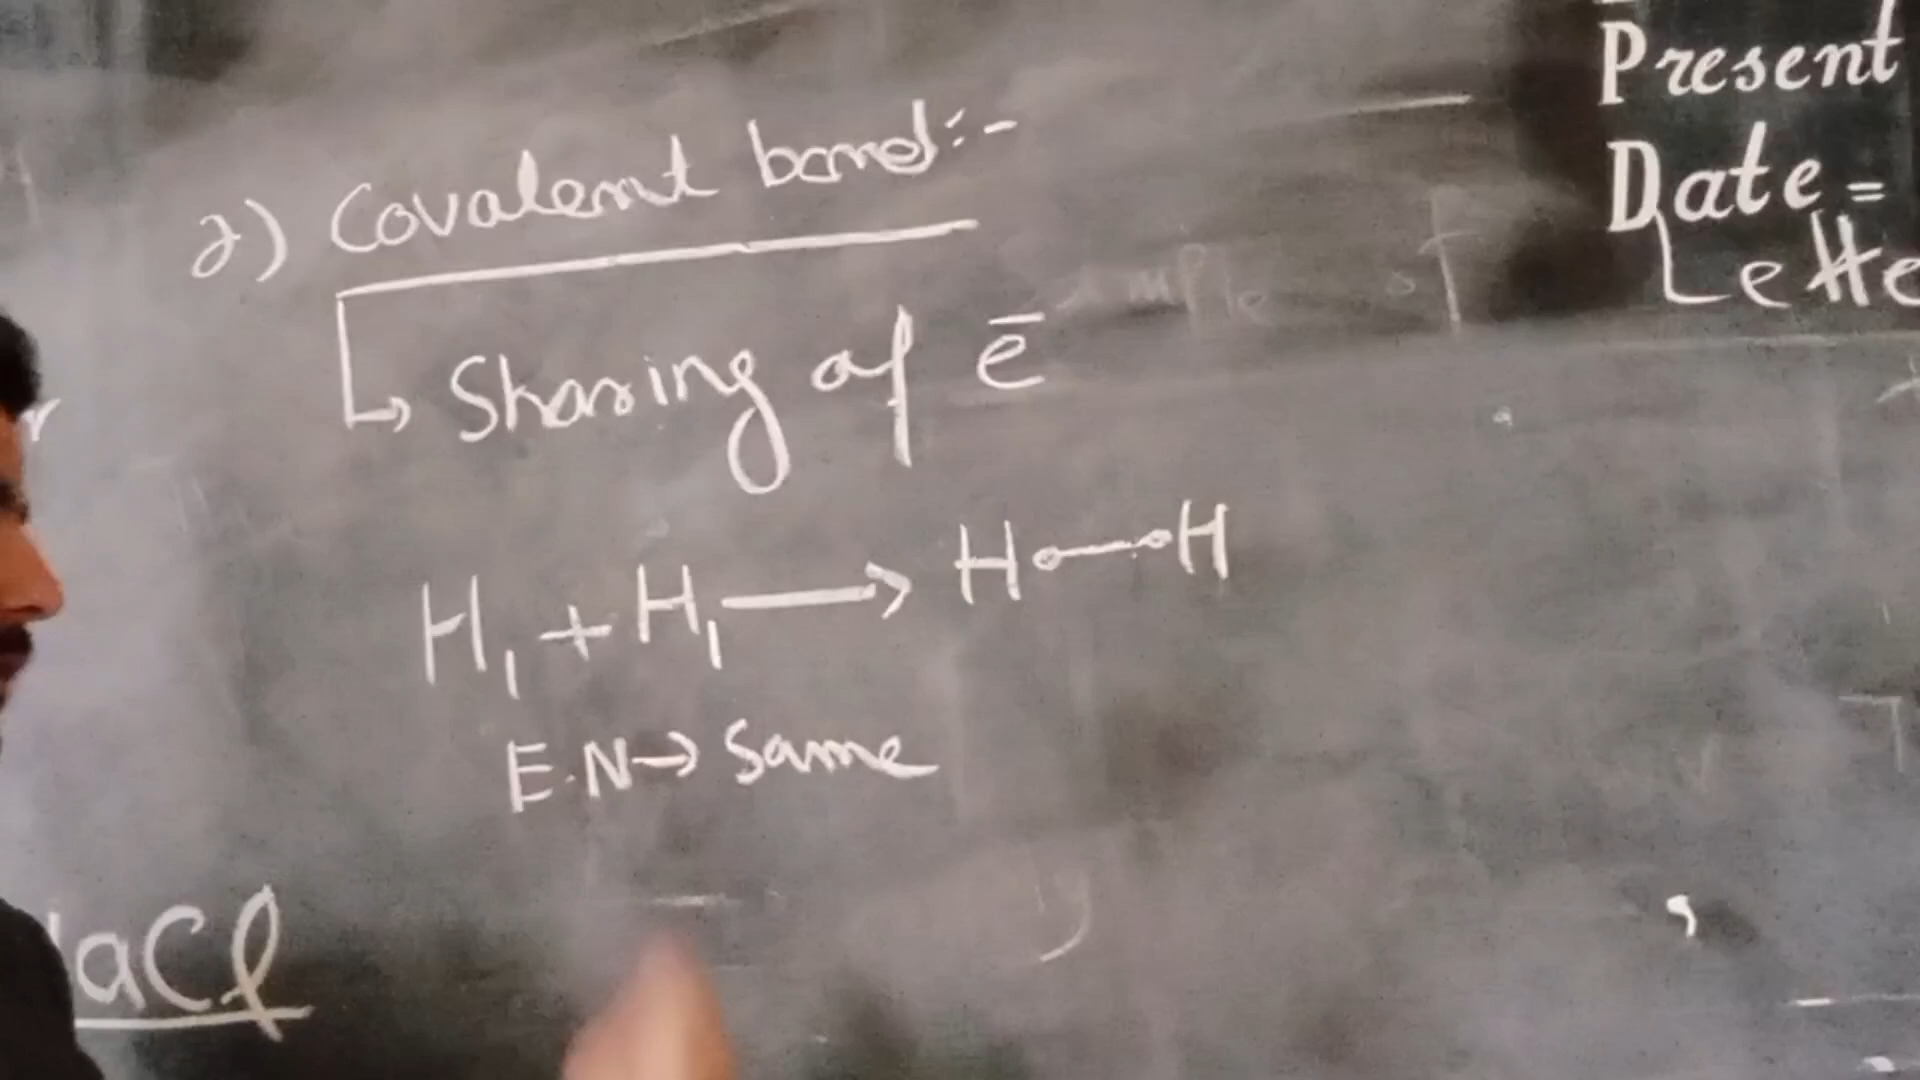 2) Covalent bond:-
Sharing of ē
H₁ + H₁ → H—H
E.N → Same
aCl
Present
Date =
Lette